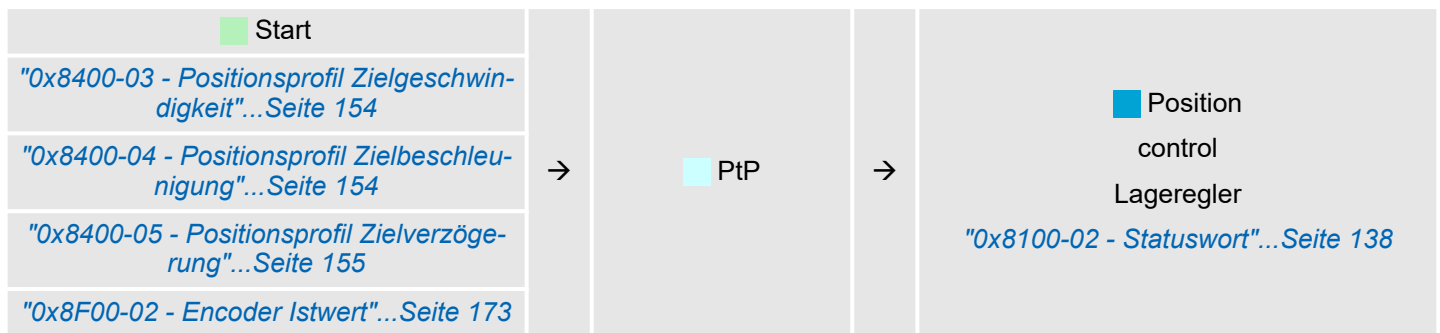 Start
"0x8400-03 - Positionsprofil Zielgeschwin-
digkeit"...Seite 154
"0x8400-04 - Positionsprofil Zielbeschleu-
nigung"...Seite 154
"0x8400-05 - Positionsprofil Zielverzöge-
rung"...Seite 155
"0x8F00-02 - Encoder Istwert"...Seite 173
→
PtP
→
Position
control
Lageregler
"0x8100-02 - Statuswort"...Seite 138